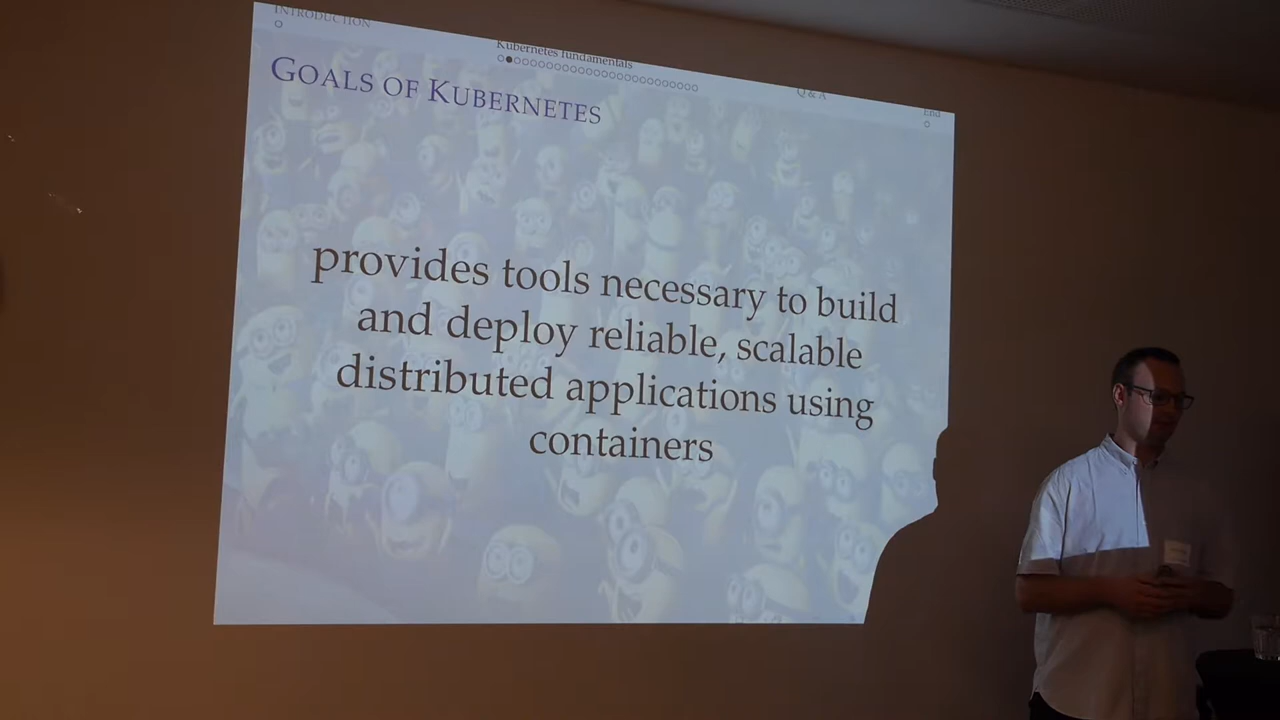 INTRODUCTION
Kubernetes fundamentals
Q & A
End
GOALS OF KUBERNETES
provides tools necessary to build
and deploy reliable, scalable
distributed applications using
containers